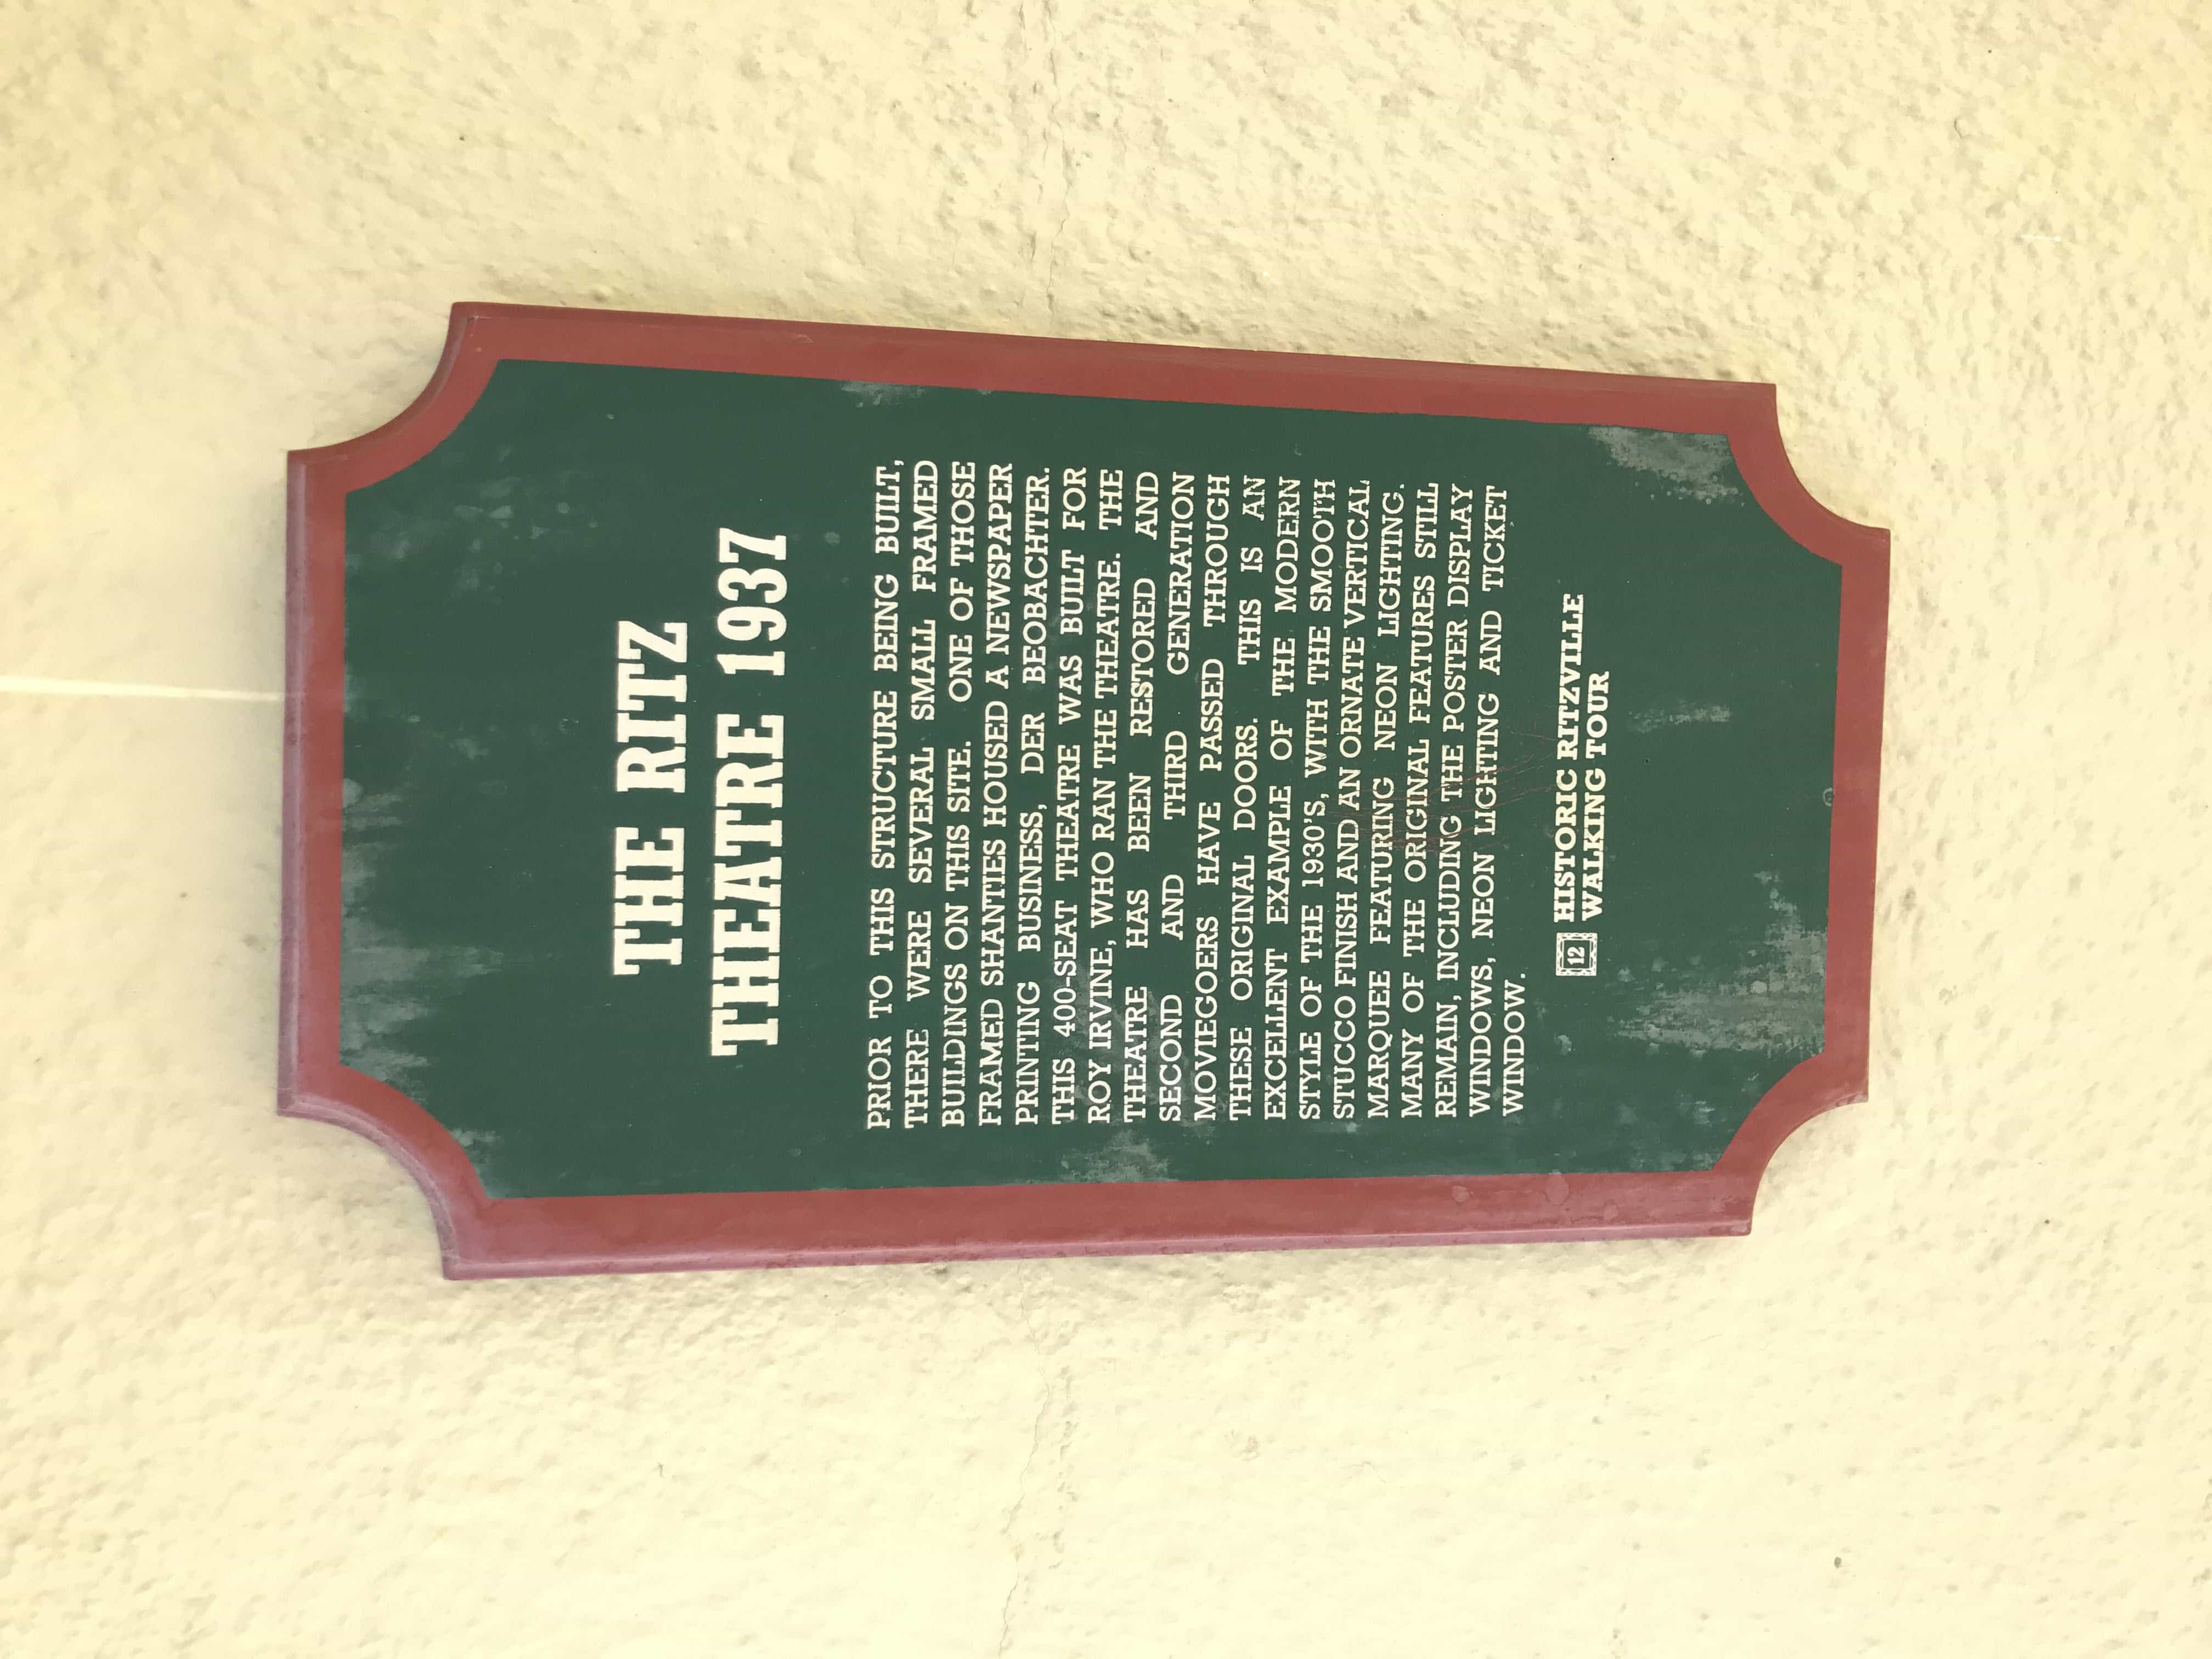 THE RITZ
THEATRE 1937
PRIOR TO THIS STRUCTURE BEING BUILT,
THERE WERE SEVERAL SMALL FRAMED
BUILDINGS ON THIS SITE. ONE OF THOSE
FRAMED SHANTIES HOUSED A NEWSPAPER
PRINTING BUSINESS, DER BEOBACHTER.
THIS 400-SEAT THEATRE WAS BUILT FOR
ROY IRVINE, WHO RAN THE THEATRE. THE
THEATRE HAS BEEN RESTORED AND
SECOND AND THIRD GENERATION
MOVIEGOERS HAVE PASSED THROUGH
THESE ORIGINAL DOORS. THIS IS AN
EXCELLENT EXAMPLE OF THE MODERN
STYLE OF THE 1930'S, WITH THE SMOOTH
STUCCO FINISH AND AN ORNATE VERTICAL
MARQUEE FEATURING NEON LIGHTING.
MANY OF THE ORIGINAL FEATURES STILL
REMAIN, INCLUDING THE POSTER DISPLAY
WINDOWS, NEON LIGHTING AND TICKET
WINDOW.
12 HISTORIC RITZVILLE
WALKING TOUR